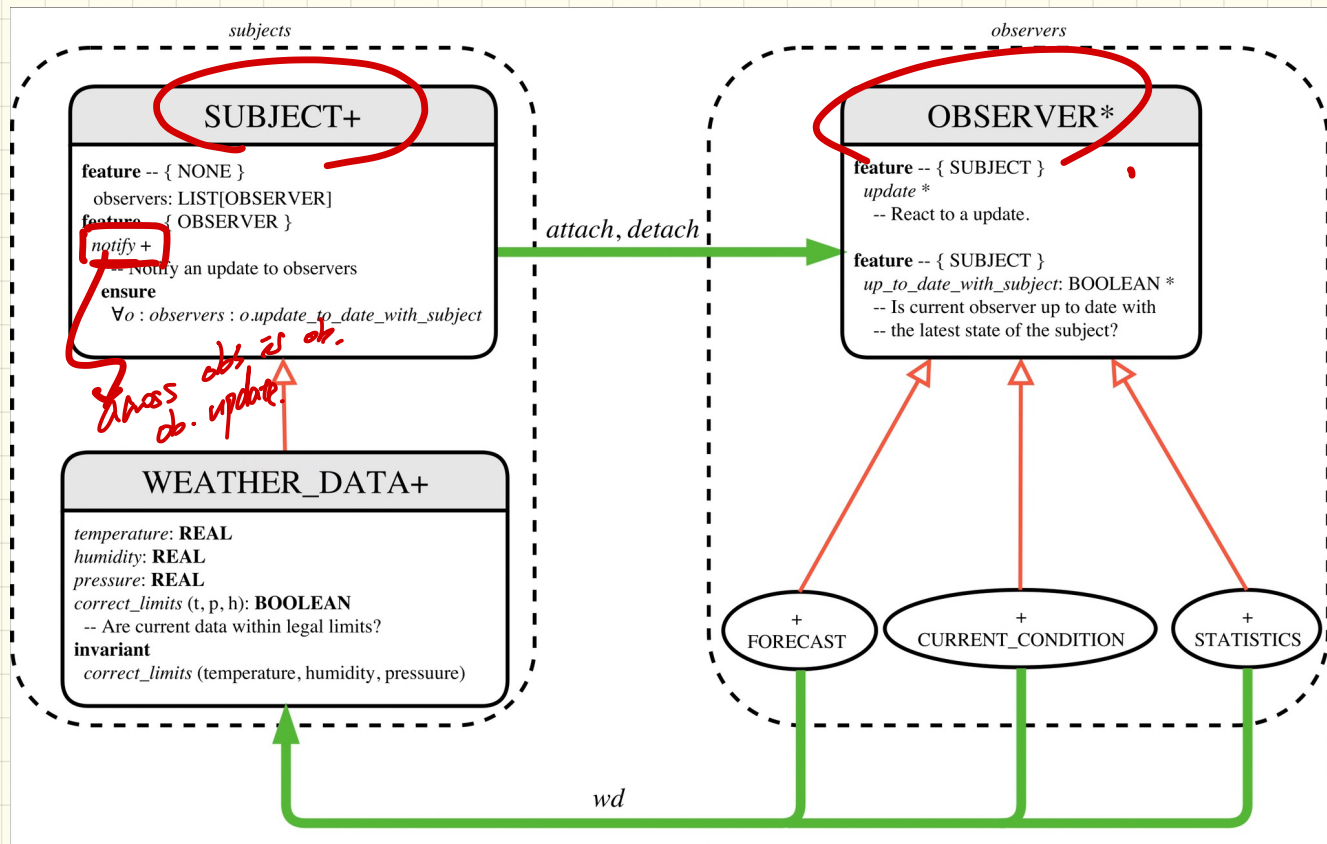 subjects
SUBJECT+
feature -- { NONE }
observers: LIST[OBSERVER]
feature -- { OBSERVER }
notify +
-- Notify an update to observers
ensure
∀o : observers : o.update_to_date_with_subject
across obs is ob.
ob. update.
WEATHER_DATA+
temperature: REAL
humidity: REAL
pressure: REAL
correct_limits (t, p, h): BOOLEAN
-- Are current data within legal limits?
invariant
correct_limits (temperature, humidity, pressuure)
attach, detach
observers
OBSERVER*
feature -- { SUBJECT }
update *
-- React to a update.
feature -- { SUBJECT }
up_to_date_with_subject: BOOLEAN *
-- Is current observer up to date with
-- the latest state of the subject?
+
FORECAST
+
CURRENT_CONDITION
+
STATISTICS
wd